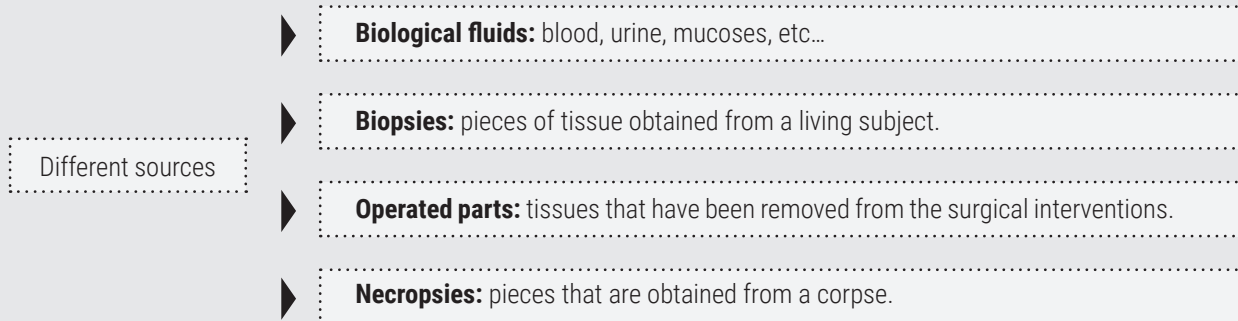 Biological fluids: blood, urine, mucoses, etc…
Biopsies: pieces of tissue obtained from a living subject.
Different sources
Operated parts: tissues that have been removed from the surgical interventions.
Necropsies: pieces that are obtained from a corpse.